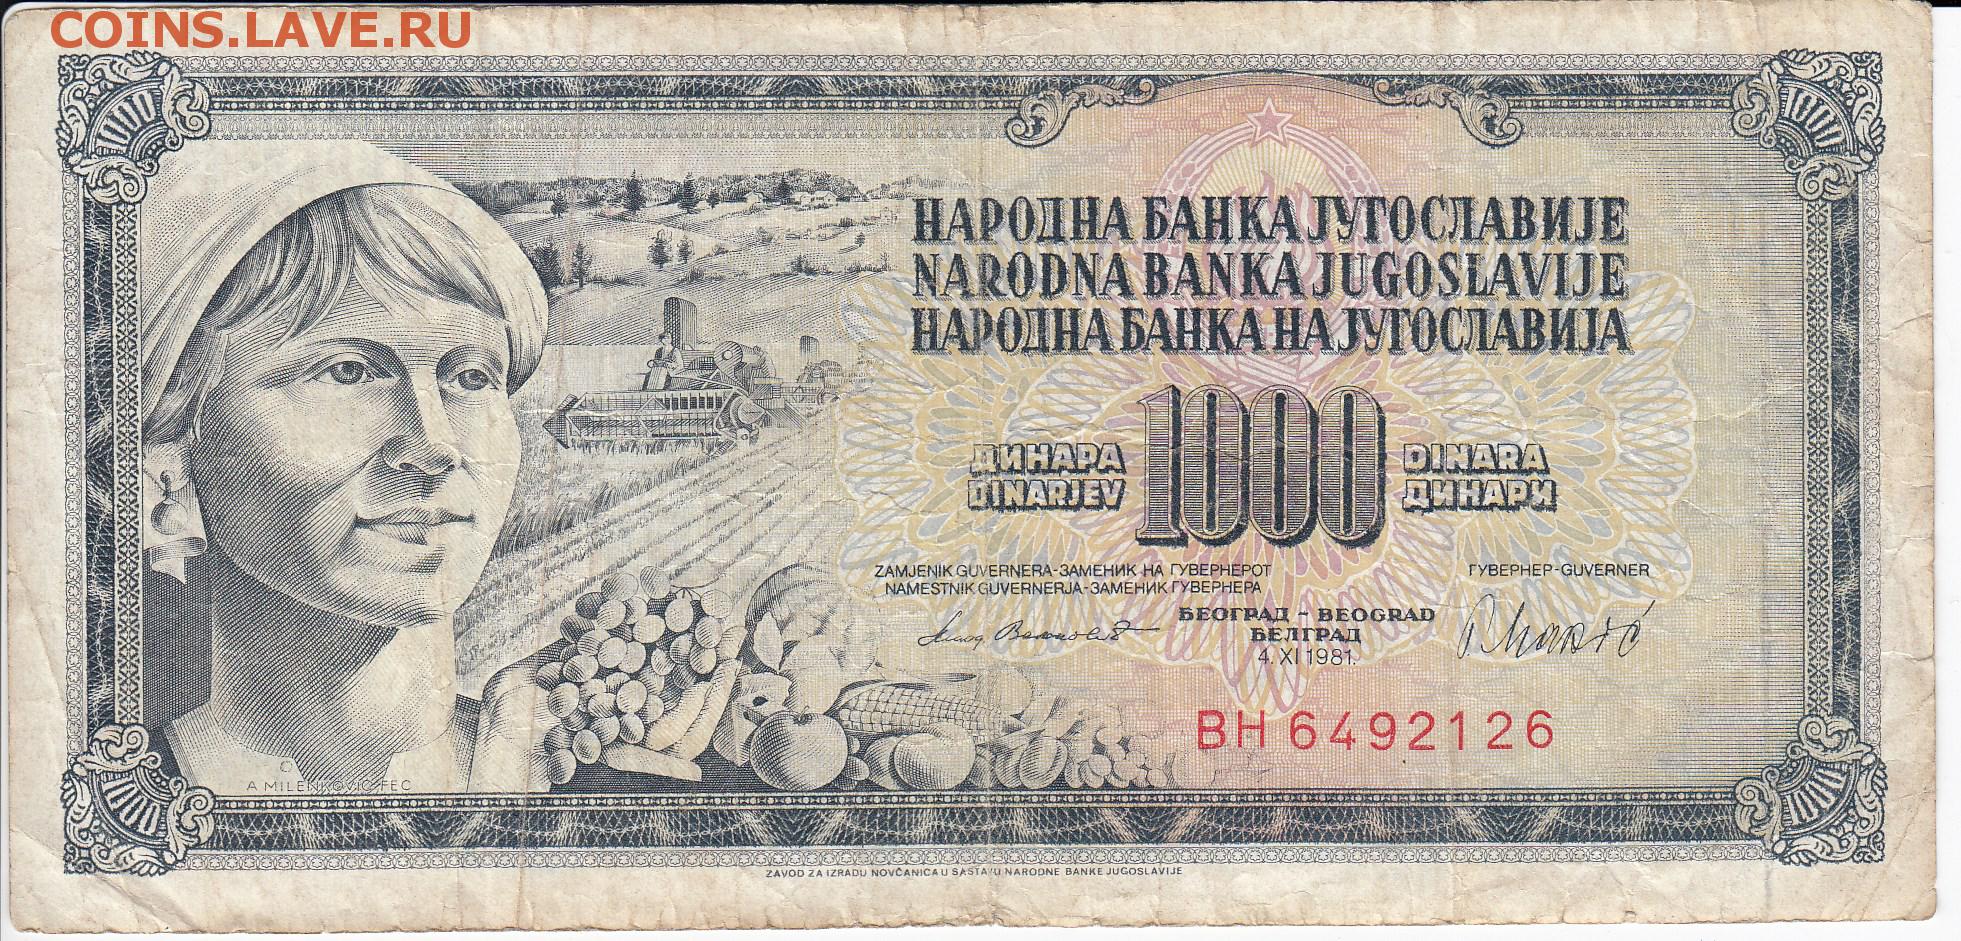 COINS.LAVE.RU
НАРОДНА БАНКА ЈУГОСЛАВИЈЕ
NARODNA BANKA JUGOSLAVIJE
НАРОДНА БАНКА НА ЈУГОСЛАВИЈА
ДИНАРА 1000 DINARA
DINARJEV ДИНАРИ
ZAMJENIK GUVERNERA-ЗАМЕНИК НА ГУВЕРНЕРОТ ГУВЕРНЕР-GUVERNER
NAMESTNIK GUVERNERJA-ЗАМЕНИК ГУВЕРНЕРА
БЕОГРАД - BEOGRAD
БЕЛГРАД
4. XI 1981.
BH 6492126
A MILENKOVIĆ FEC
ZAVOD ZA IZRADU NOVČANICA U SASTAVU NARODNE BANKE JUGOSLAVIJE